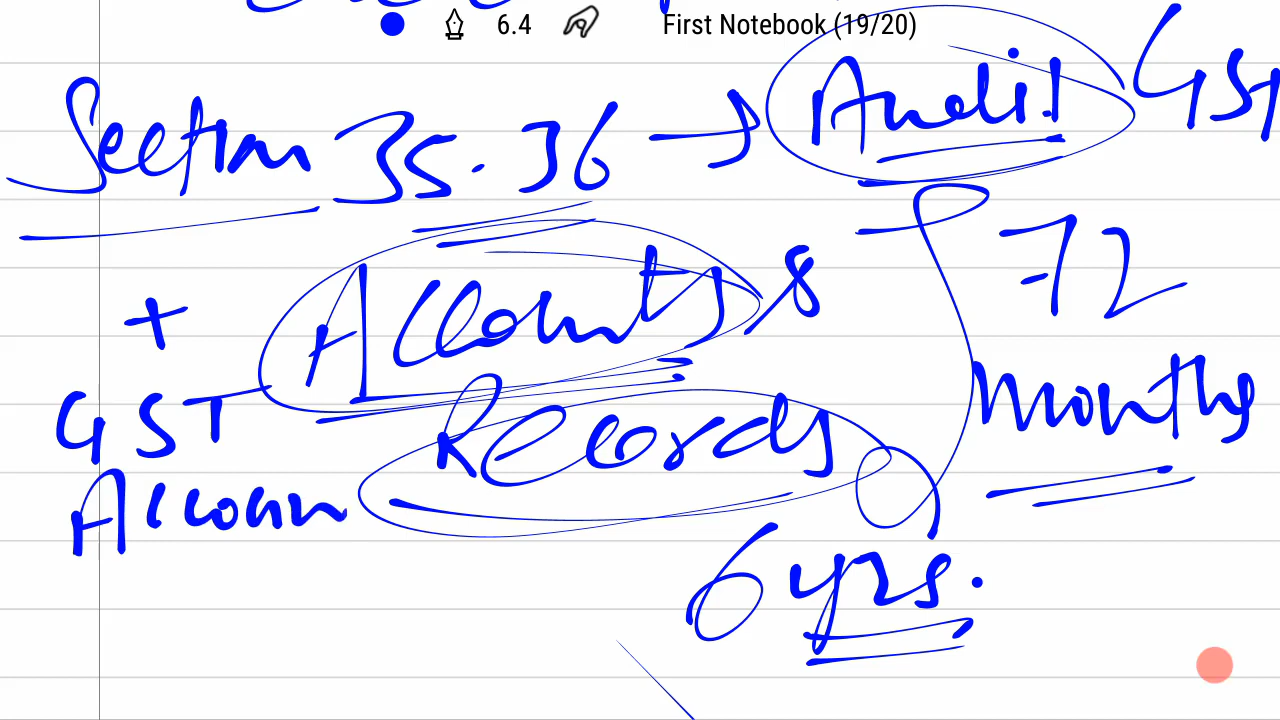 6.4 First Notebook (19/20)
Section 35-36 → Audit GST
+ Accounts & 72
GST Records months
Accoun
6 yrs.